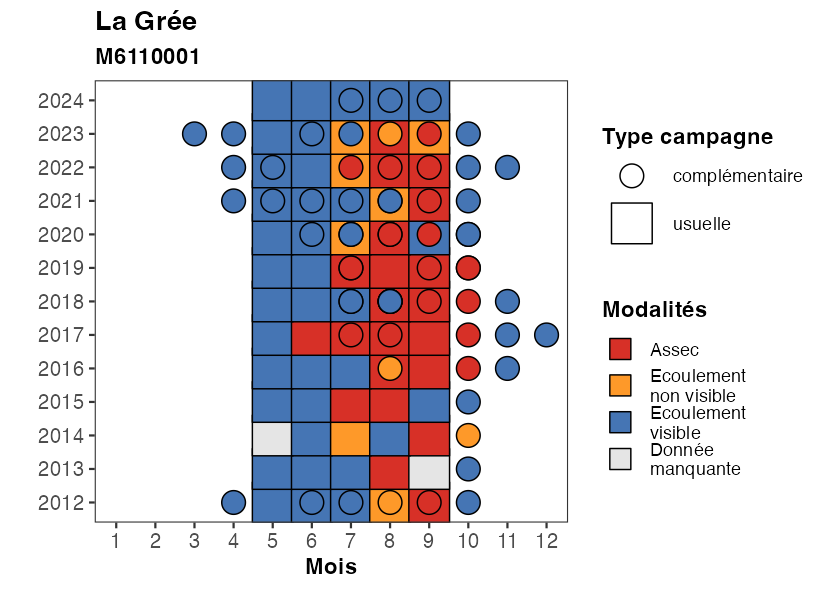 La Grée
M6110001
2024
2023
2022
2021
2020
2019
2018
2017
2016
2015
2014
2013
2012
1 2 3 4 5 6 7 8 9 10 11 12
Mois
Type campagne
complémentaire
usuelle
Modalités
Assec
Ecoulement
non visible
Ecoulement
visible
Donnée
manquante